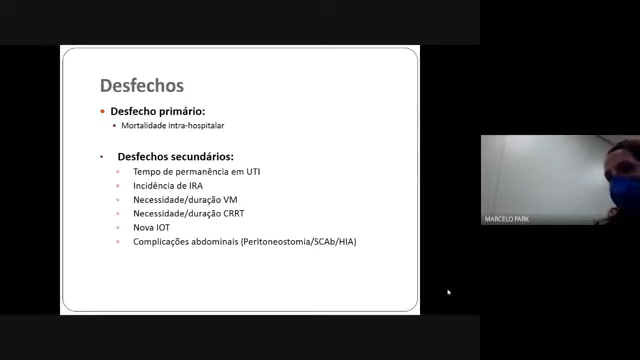 Desfechos
Desfecho primário:
Mortalidade intra-hospitalar
Desfechos secundários:
Tempo de permanência em UTI
Incidência de IRA
Necessidade/duração VM
Necessidade/duração CRRT
Nova IOT
Complicações abdominais (Peritoneostomia/SCAb/HIA)
MARCELO PARK